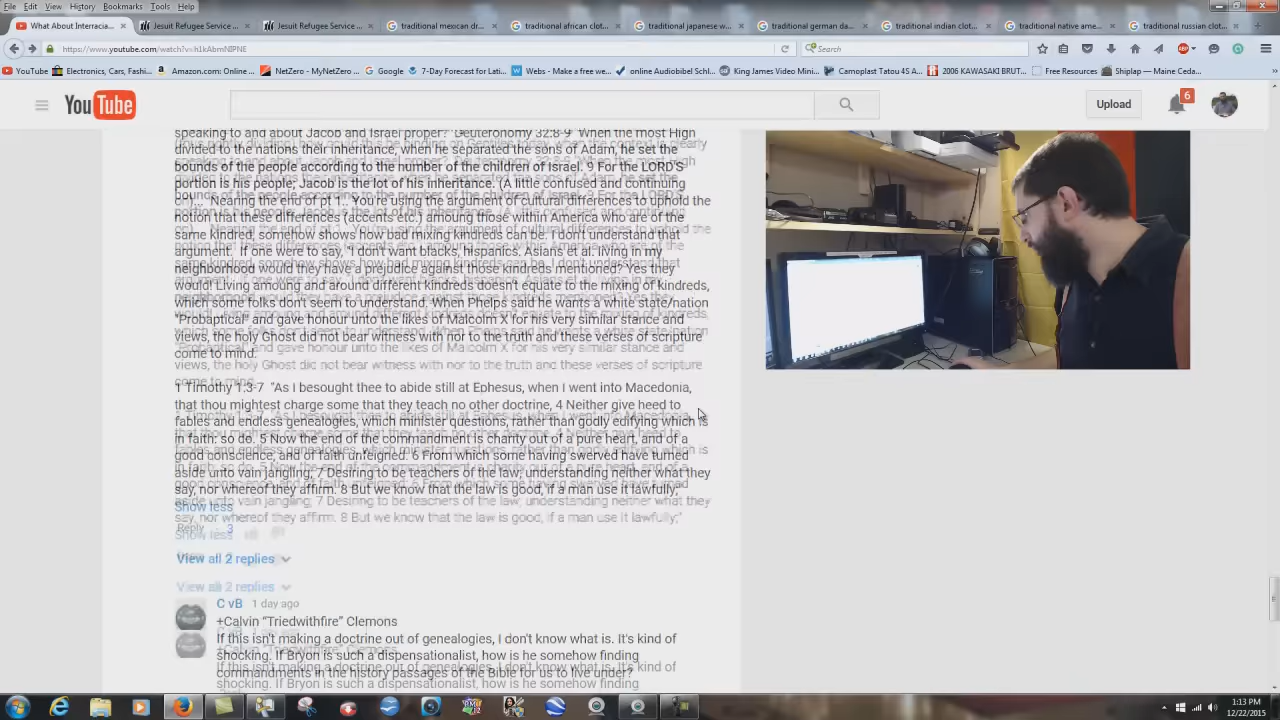 File Edit View History Bookmarks Tools Help
What About Interracia...
Jesuit Refugee Service ...
Jesuit Refugee Service ...
traditional mexican dr...
traditional african clot...
traditional japanese w...
traditional german da...
traditional indian clot...
traditional native ame...
traditional russian clot...
Search
YouTube
Electronics, Cars, Fashi...
Amazon.com: Online ...
NetZero - MyNetZero ...
Google
7-Day Forecast for Lati...
Webs - Make a free we...
online Audiobibel Schl...
King James Video Mini...
Camoplast Tatou 4S A...
2006 KAWASAKI BRUT...
Free Resources
Shiplap — Maine Ceda...
YouTube
Upload
6
speaking to and about Jacob and Israel proper? Deuteronomy 32:8-9 "When the most High
divided to the nations their inheritance, when he separated the sons of Adam, he set the
bounds of the people according to the number of the children of Israel. 9 For the LORD'S
portion is his people; Jacob is the lot of his inheritance. (A little confused and continuing
Nearing the end of pt 1.. You're using the argument of cultural differences to uphold the
notion that these differences (accents etc.) amoung those within America who are of the
same kindred, somehow shows how bad mixing kindreds can be. I don't understand that
argument. If one were to say, "I don't want blacks, hispanics. Asians et al. living in my
neighborhood would they have a prejudice against those kindreds mentioned? Yes they
would! Living amoung and around different kindreds doesn't equate to the mixing of kindreds,
which some folks don't seem to understand. When Phelps said he wants a white state/nation
"Probaptical" and gave honour unto the likes of Malcolm X for his very similar stance and
views, the holy Ghost did not bear witness with nor to the truth and these verses of scripture
come to mind.
1 Timothy 1.3-7 "As I besought thee to abide still at Ephesus, when I went into Macedonia,
that thou mightest charge some that they teach no other doctrine, 4 Neither give heed to
fables and endless genealogies, which minister questions, rather than godly edifying which is
in faith: so do. 5 Now the end of the commandment is charity out of a pure heart, and of a
good conscience, and of faith unfeigned: 6 From which some having swerved have turned
aside unto vain jangling; 7 Desiring to be teachers of the law; understanding neither what they
say, nor whereof they affirm. 8 But we know that the law is good, if a man use it lawfully;"
Show less
Reply 3
View all 2 replies
C vB 1 day ago
+Calvin "Triedwithfire" Clemons
If this isn't making a doctrine out of genealogies, I don't know what is. It's kind of
shocking. If Bryon is such a dispensationalist, how is he somehow finding
commandments in the history passages of the Bible for us to live under?
1:13 PM
12/22/2015